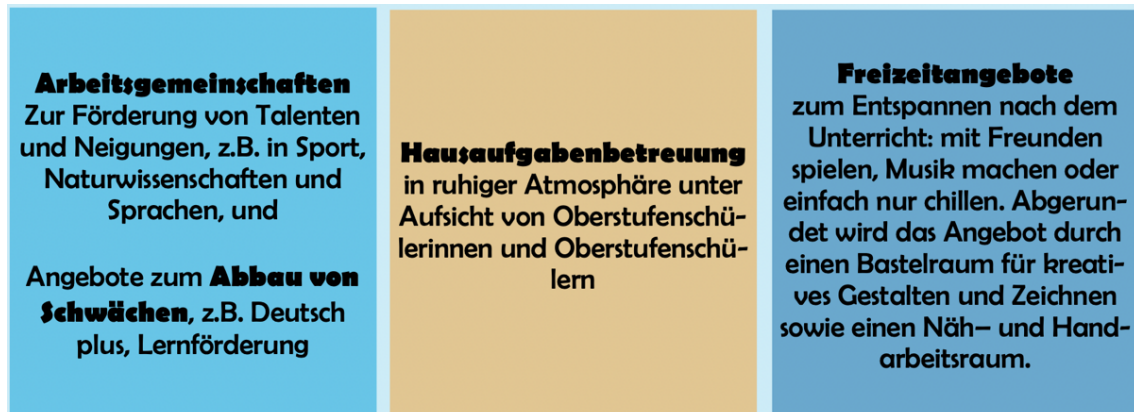 Arbeitsgemeinschaften
Zur Förderung von Talenten
und Neigungen, z.B. in Sport,
Naturwissenschaften und
Sprachen, und
Angebote zum Abbau von
Schwächen, z.B. Deutsch
plus, Lernförderung
Hausaufgabenbetreuung
in ruhiger Atmosphäre unter
Aufsicht von Oberstufenschü-
lerinnen und Oberstufenschü-
lern
Freizeitangebote
zum Entspannen nach dem
Unterricht: mit Freunden
spielen, Musik machen oder
einfach nur chillen. Abgerun-
det wird das Angebot durch
einen Bastelraum für kreati-
ves Gestalten und Zeichnen
sowie einen Näh– und Hand-
arbeitsraum.